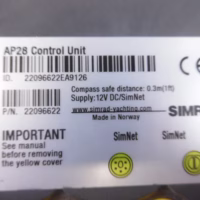 AP28 Control Unit
ID. 22096622EA9126
Compass safe distance: 0.3m(1ft)
Supply:12V DC/SimNet
P/N. 22096622
www.simrad-yachting.com
Made in Norway
SIMR
IMPORTANT
See manual
before removing
the yellow cover
SimNet
SimNet